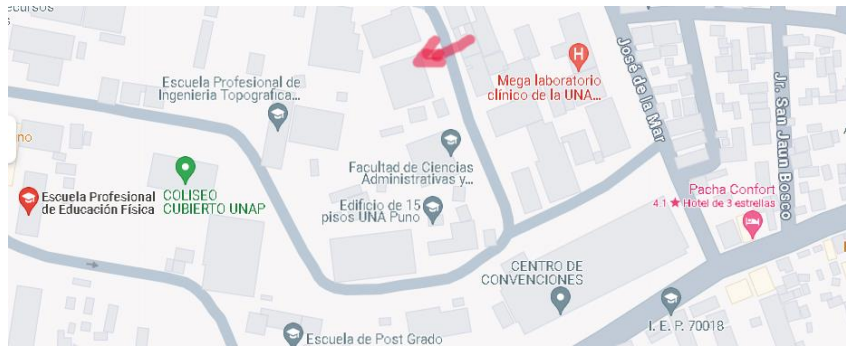 Escuela Profesional de
Ingenieria Topografica...
Mega laboratorio
clínico de la UNA...
José de la Mar
Jr. San Jaun Bosco
Facultad de Ciencias
Administrativas y...
Escuela Profesional
de Educación Física
COLISEO
CUBIERTO UNAP
Edificio de 15
pisos UNA Puno
Pacha Confort
4.1 ★ Hotel de 3 estrellas
CENTRO DE
CONVENCIONES
I. E. P. 70018
Escuela de Post Grado